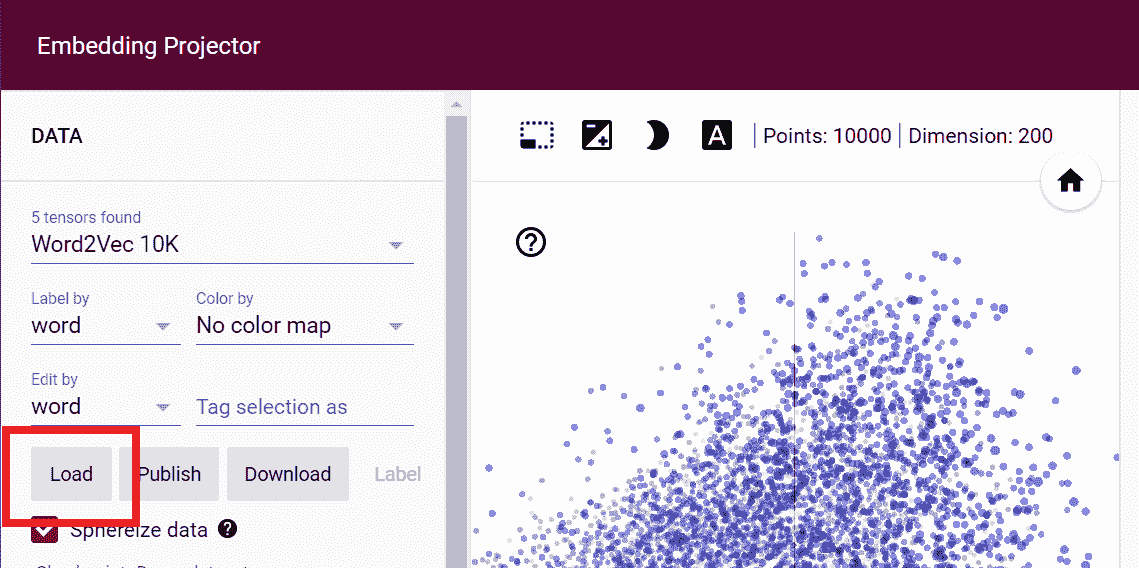 Embedding Projector
DATA
A
Points: 10000
Dimension: 200
5 tensors found
Word2Vec 10K
Label by
Color by
word
No color map
Edit by
word
Tag selection as
Load
Publish
Download
Label
Sphereize data